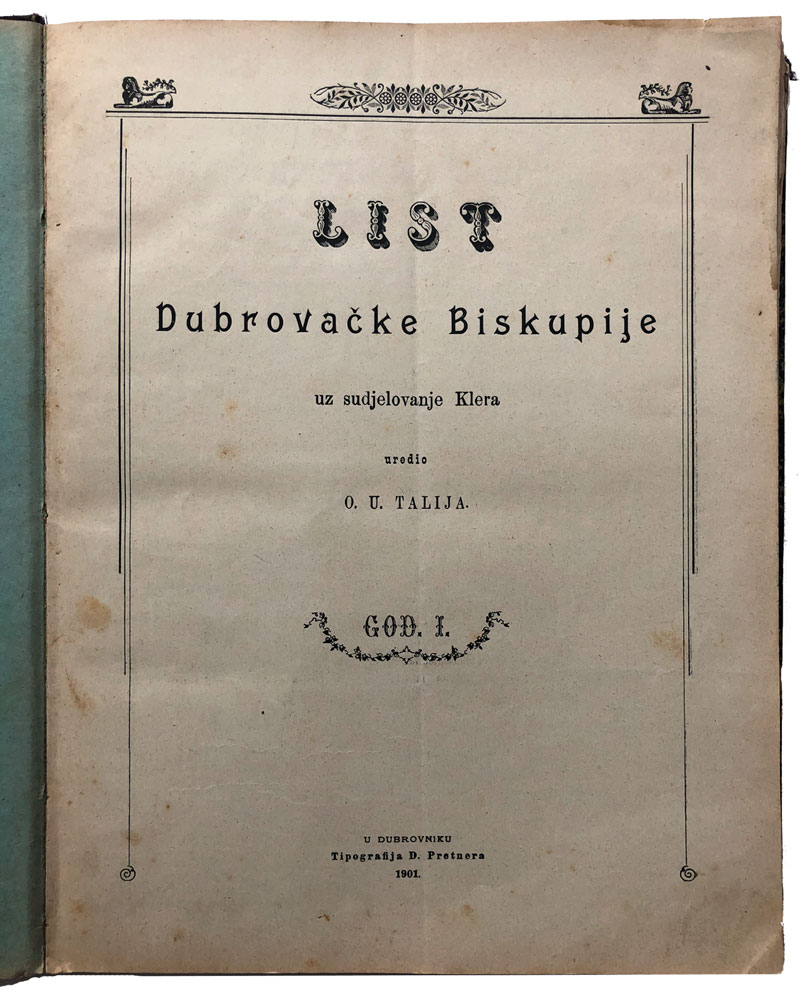 LIST
Dubrovačke Biskupije
uz sudjelovanje Klera
uredio
O. U. TALIJA.
GOD. I.
U DUBROVNIKU
Tipografija D. Pretnera
1901.